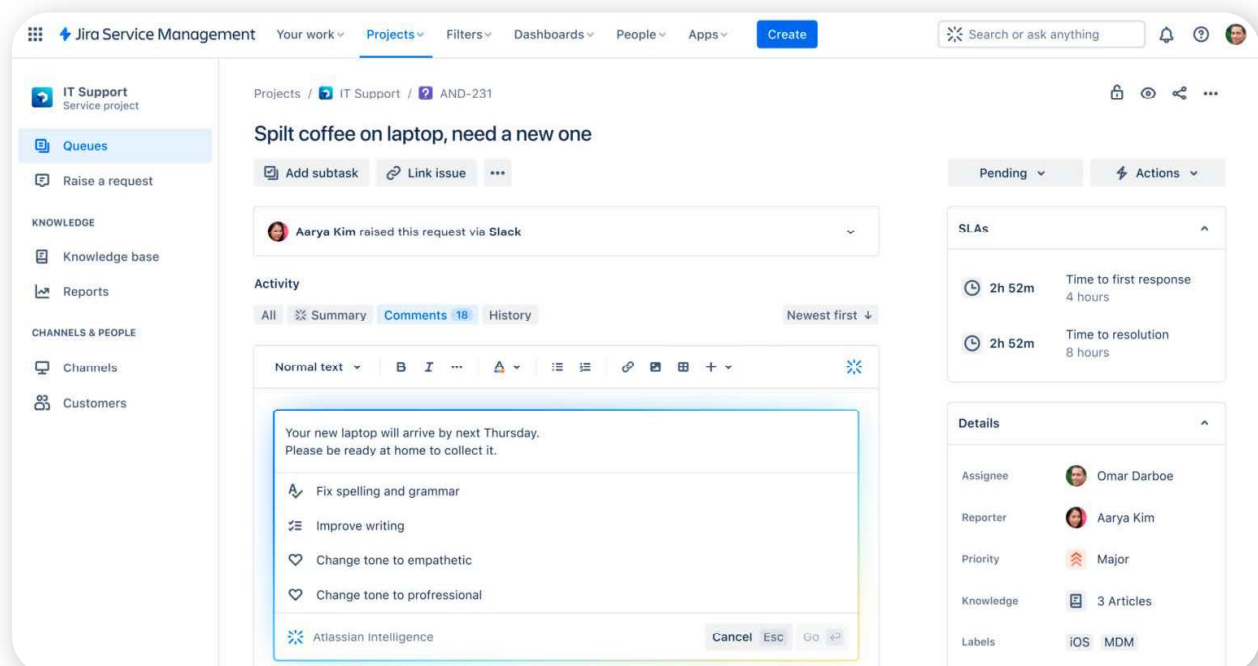 Jira Service Management Your work Projects Filters Dashboards People Apps Create Search or ask anything
IT Support
Service project
Queues
Raise a request
KNOWLEDGE
Knowledge base
Reports
CHANNELS & PEOPLE
Channels
Customers
Projects / IT Support / AND-231
Spilt coffee on laptop, need a new one
Add subtask Link issue
Aarya Kim raised this request via Slack
Activity
All Summary Comments 18 History Newest first
Normal text B I
Your new laptop will arrive by next Thursday.
Please be ready at home to collect it.
Fix spelling and grammar
Improve writing
Change tone to empathetic
Change tone to profressional
Atlassian Intelligence Cancel Esc Go
Pending Actions
SLAs
2h 52m Time to first response
4 hours
2h 52m Time to resolution
8 hours
Details
Assignee Omar Darboe
Reporter Aarya Kim
Priority Major
Knowledge 3 Articles
Labels iOS MDM